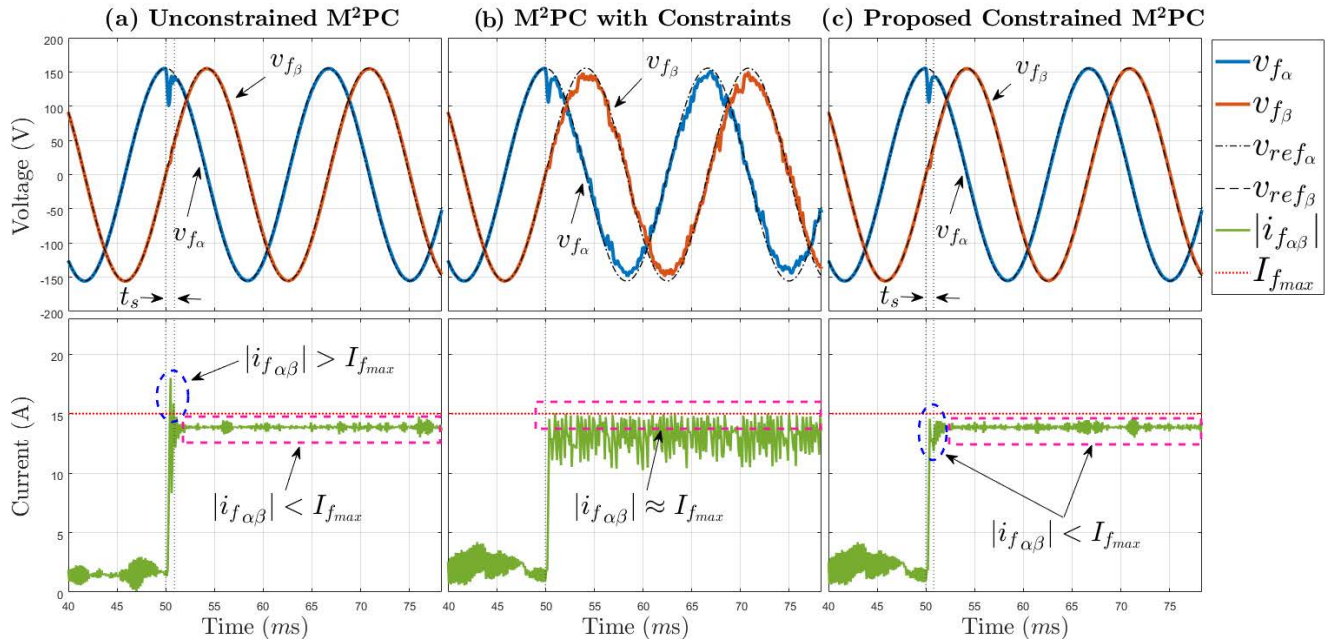 (a) Unconstrained M²PC
(b) M²PC with Constraints
(c) Proposed Constrained M²PC
Voltage (V)
200
150
100
50
0
-50
-100
-150
-200
v_{f_β}
v_{f_α}
t_s
v_{f_β}
v_{f_α}
v_{f_β}
v_{f_α}
t_s
v_{f_α}
v_{f_β}
v_{ref_α}
v_{ref_β}
|i_{f_{αβ}}|
I_{f_{max}}
Current (A)
20
15
10
5
0
|i_{f_{αβ}}| > I_{f_{max}}
|i_{f_{αβ}}| < I_{f_{max}}
|i_{f_{αβ}}| ≈ I_{f_{max}}
|i_{f_{αβ}}| < I_{f_{max}}
40 45 50 55 60 65 70 75
40 45 50 55 60 65 70 75
40 45 50 55 60 65 70 75
Time (ms)
Time (ms)
Time (ms)